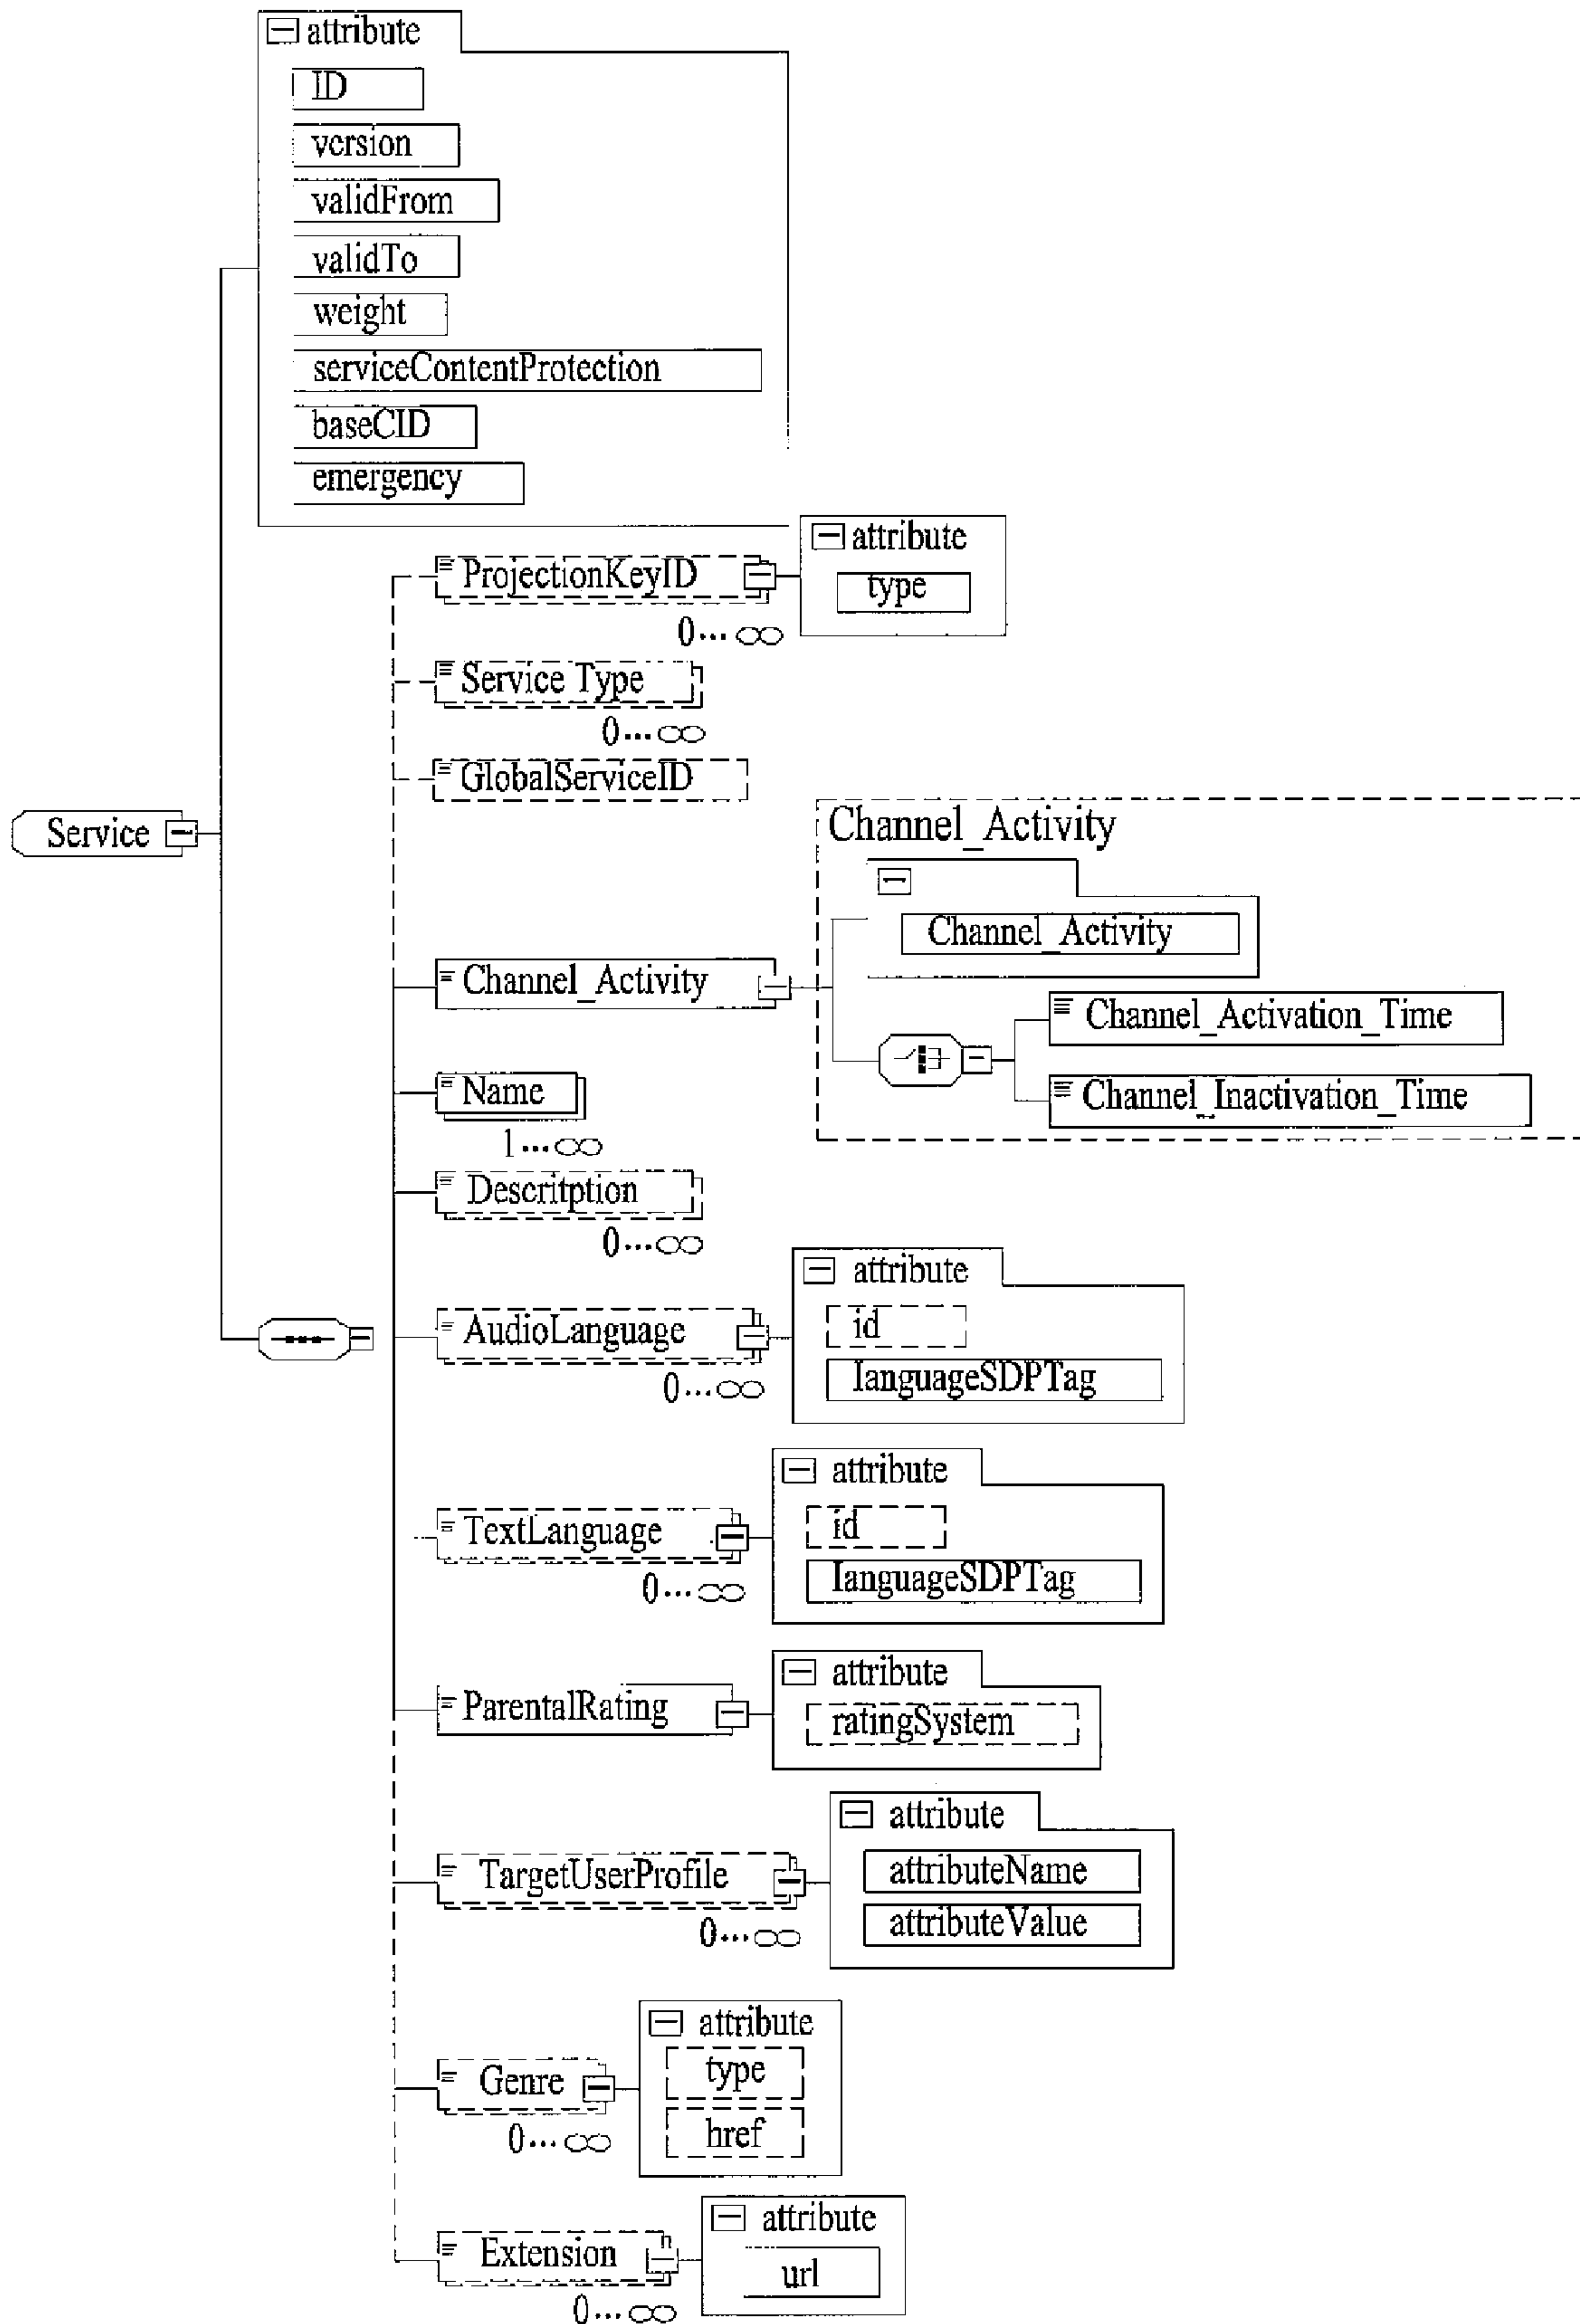 attribute
ID
version
validFrom
validTo
weight
serviceContentProtection
baseCID
emergency
ProjectionKeyID
0...∞
attribute
type
Service Type
0...∞
GlobalServiceID
Service
Channel_Activity
Channel_Activity
Channel_Activity
Channel_Activation_Time
Channel_Inactivation_Time
Name
1...∞
Descritption
0...∞
AudioLanguage
0...∞
attribute
id
languageSDPTag
TextLanguage
0...∞
attribute
id
languageSDPTag
ParentalRating
attribute
ratingSystem
TargetUserProfile
0...∞
attribute
attributeName
attributeValue
Genre
0...∞
attribute
type
href
Extension
0...∞
attribute
url